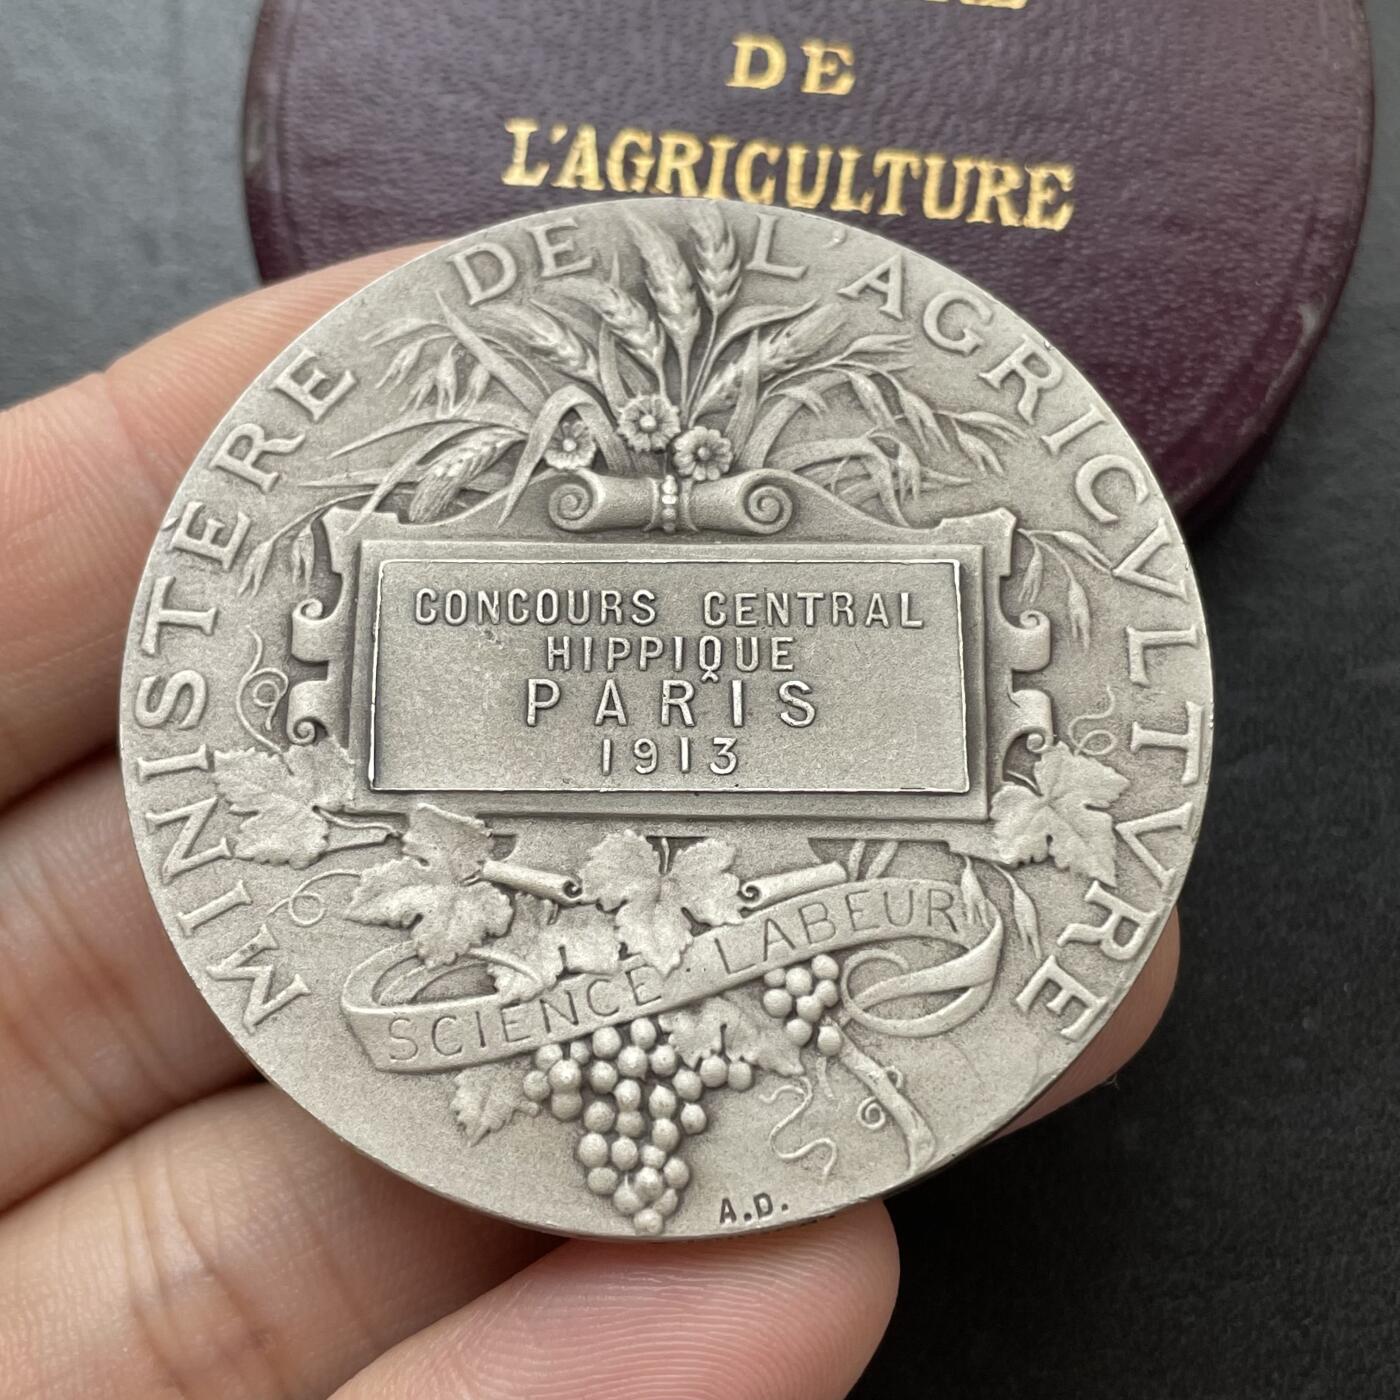 DE
L'AGRICULTURE
MINISTERE DE L'AGRICVLTVRE
CONCOURS CENTRAL
HIPPIQUE
PARIS
1913
SCIENCE · LABEUR
A.D.